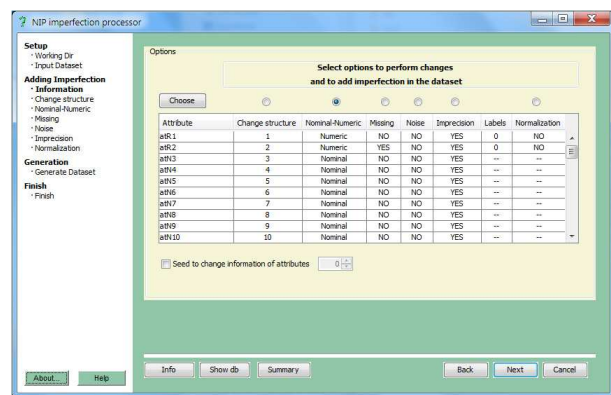 NIP imperfection processor
Setup
· Working Dir
· Input Dataset
Adding Imperfection
· Information
· Change structure
· Nominal-Numeric
· Missing
· Noise
· Imprecision
· Normalization
Generation
· Generate Dataset
Finish
· Finish
About...
Help
Options
Select options to perform changes
and to add imperfection in the dataset
Choose
Attribute Change structure Nominal-Numeric Missing Noise Imprecision Labels Normalization
atR1 1 Numeric NO NO YES 0 NO
atR2 2 Numeric YES NO YES 0 NO
atN3 3 Nominal NO NO YES -- --
atN4 4 Nominal NO NO YES -- --
atN5 5 Nominal NO NO YES -- --
atN6 6 Nominal NO NO YES -- --
atN7 7 Nominal NO NO YES -- --
atN8 8 Nominal NO NO YES -- --
atN9 9 Nominal NO NO YES -- --
atN10 10 Nominal NO NO YES -- --
Seed to change information of attributes 0
Info Show db Summary Back Next Cancel